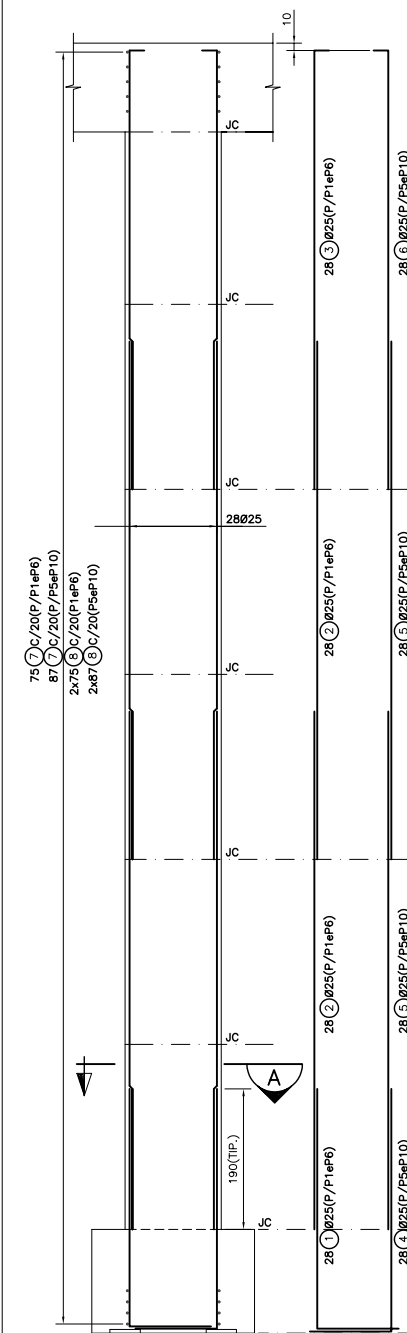 10
JC
28 3 Ø25(P/P1eP6)
28 6 Ø25(P/P5eP10)
JC
JC
28Ø25
75 7 C/20(P/P1eP6)
87 7 C/20(P/P5eP10)
2x75 8 C/20(P1eP6)
2x87 8 C/20(P5eP10)
28 2 Ø25(P/P1eP6)
28 5 Ø25(P/P5eP10)
JC
JC
28 2 Ø25(P/P1eP6)
28 5 Ø25(P/P5eP10)
JC
A
190(TIP.)
JC
28 1 Ø25(P/P1eP6)
28 4 Ø25(P/P5eP10)